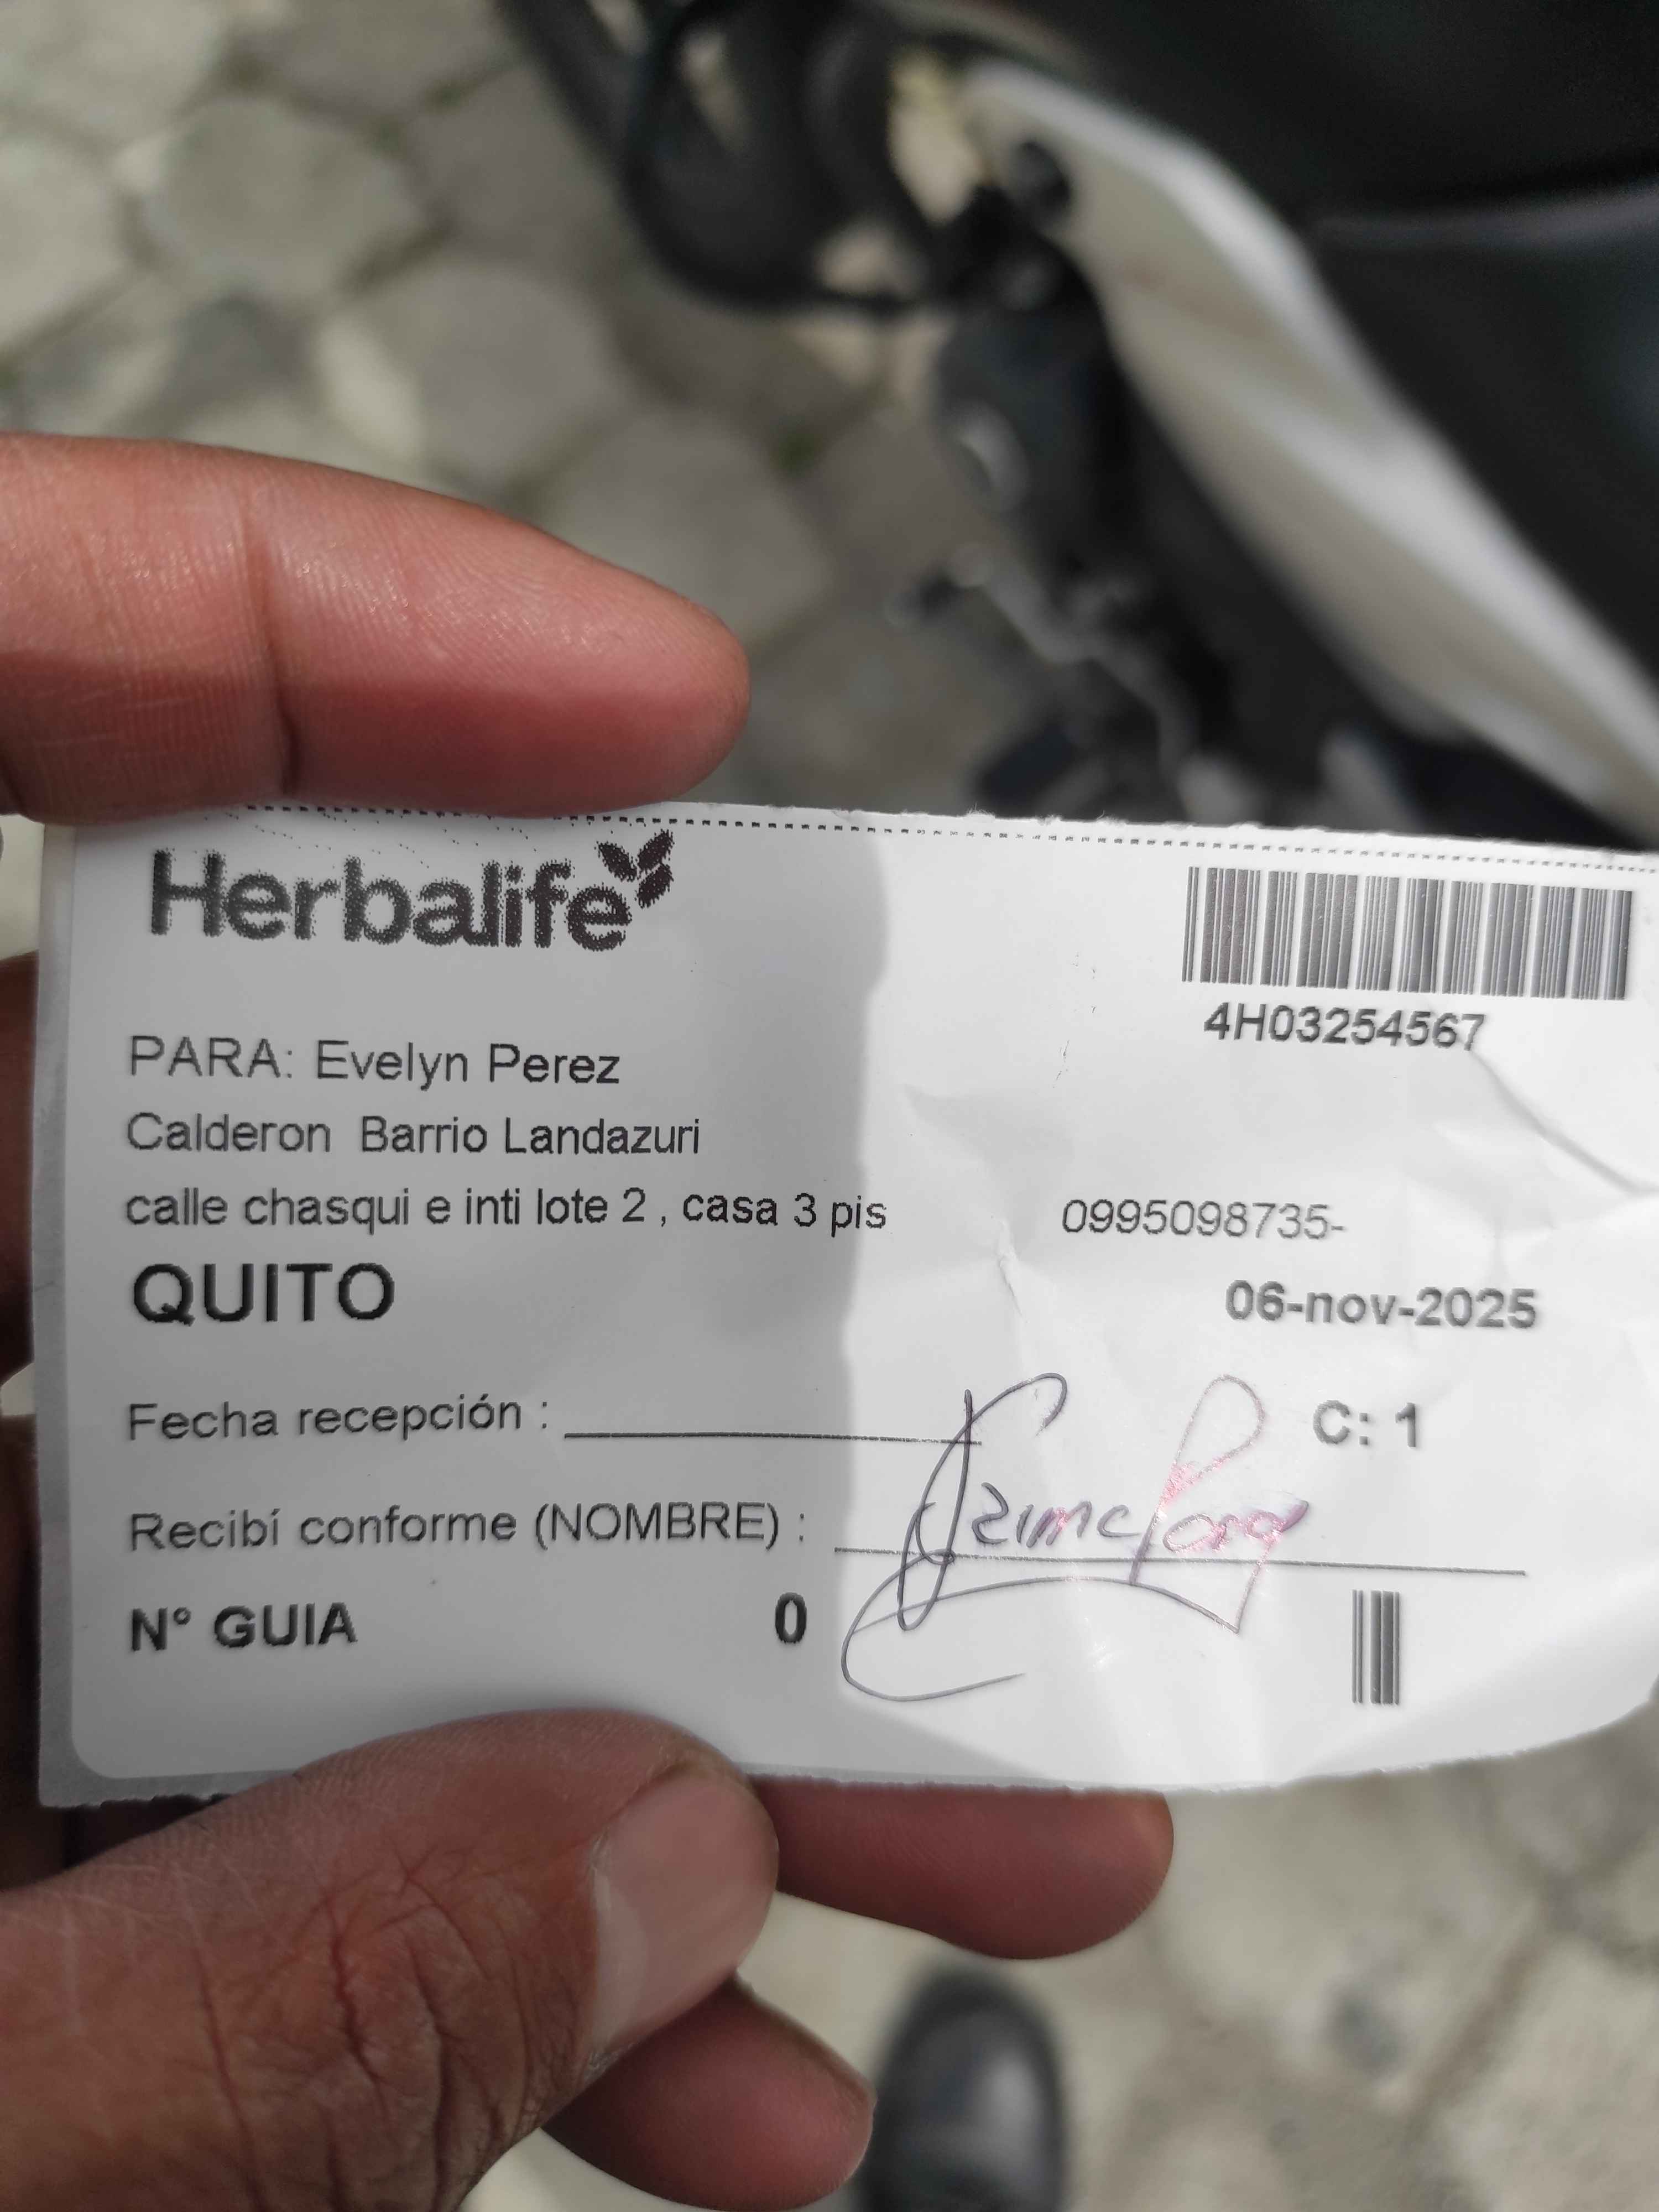 Herbalife
4H03254567
PARA: Evelyn Perez
Calderon Barrio Landazuri
calle chasqui e inti lote 2 , casa 3 pis 0995098735-
QUITO
06-nov-2025
Fecha recepción :
C: 1
Recibí conforme (NOMBRE) :
N° GUIA 0